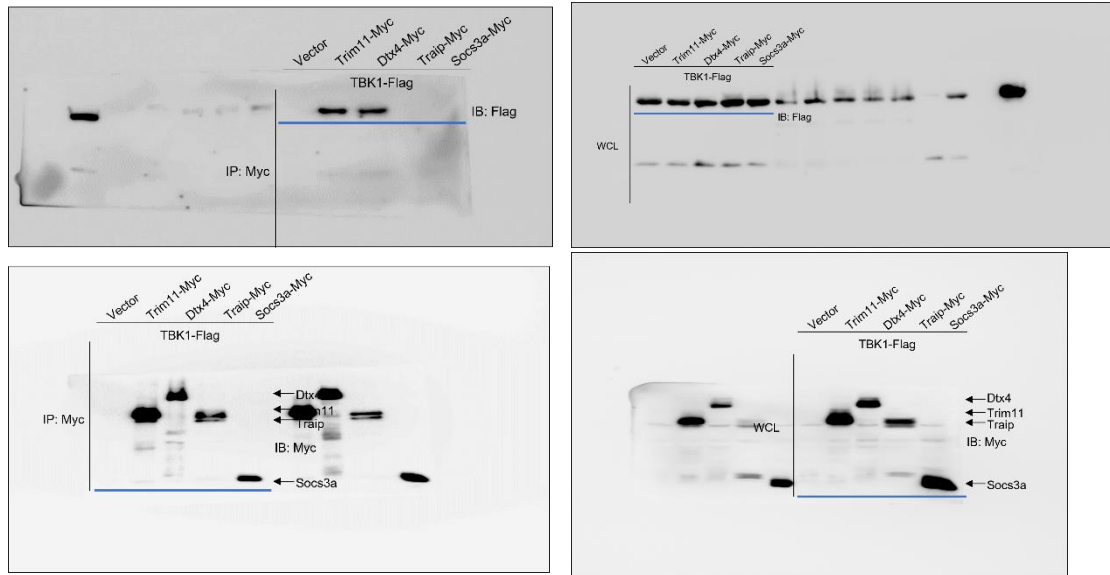 Vector Trim11-Myc Dtx4-Myc Traip-Myc Socs3a-Myc
TBK1-Flag
IB: Flag
IP: Myc
Vector Trim11-Myc Dtx4-Myc Traip-Myc Socs3a-Myc
TBK1-Flag
IB: Flag
WCL
Vector Trim11-Myc Dtx4-Myc Traip-Myc Socs3a-Myc
TBK1-Flag
Dtx4
IP: Myc
Traip
IB: Myc
Socs3a
Vector Trim11-Myc Dtx4-Myc Traip-Myc Socs3a-Myc
TBK1-Flag
Dtx4
Trim11
Traip
WCL
IB: Myc
Socs3a